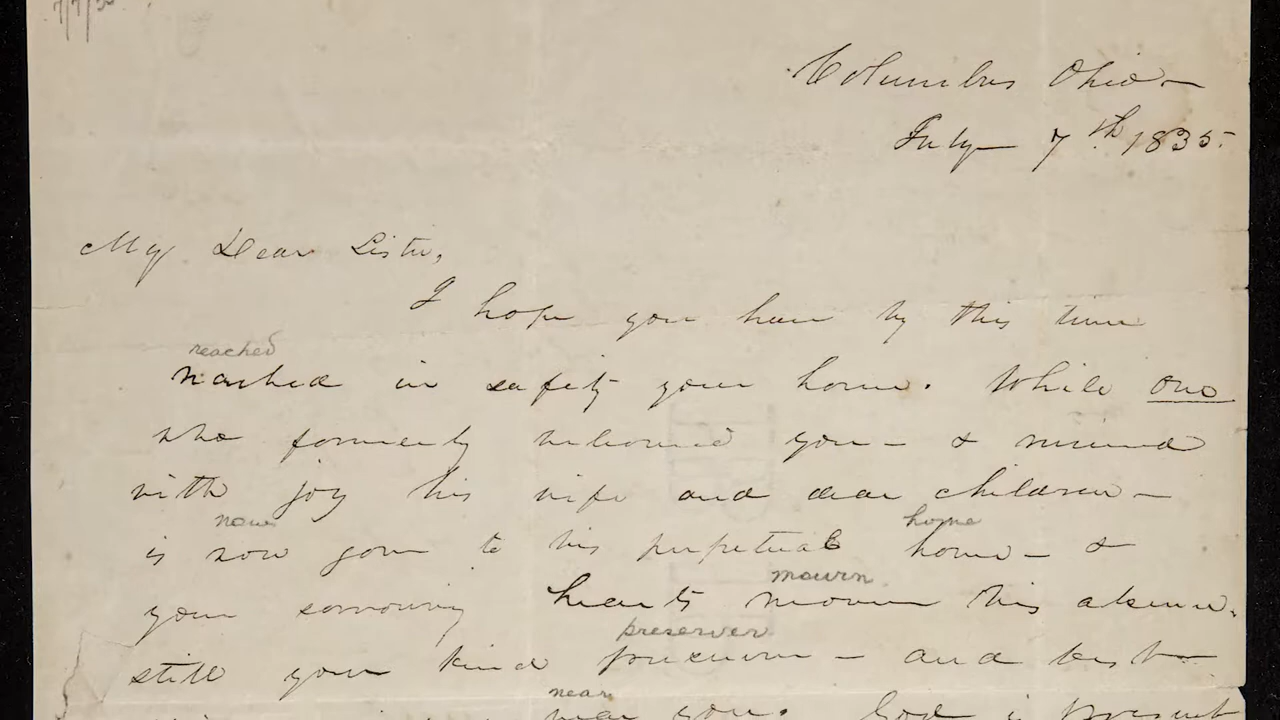 7/7/35
Columbus Ohio—
July 7th 1835.
My Dear Sister,
I hope you have by this time
reached
reached in safety your home. While one
who formerly welcomed you — & received
with joy his wife and dear children —
now home
is now gone to his perpetual home — &
mourn
your sorrowing hearts mourn his absence.
preserver
still your kind preserver — and best
near
near you. God is present